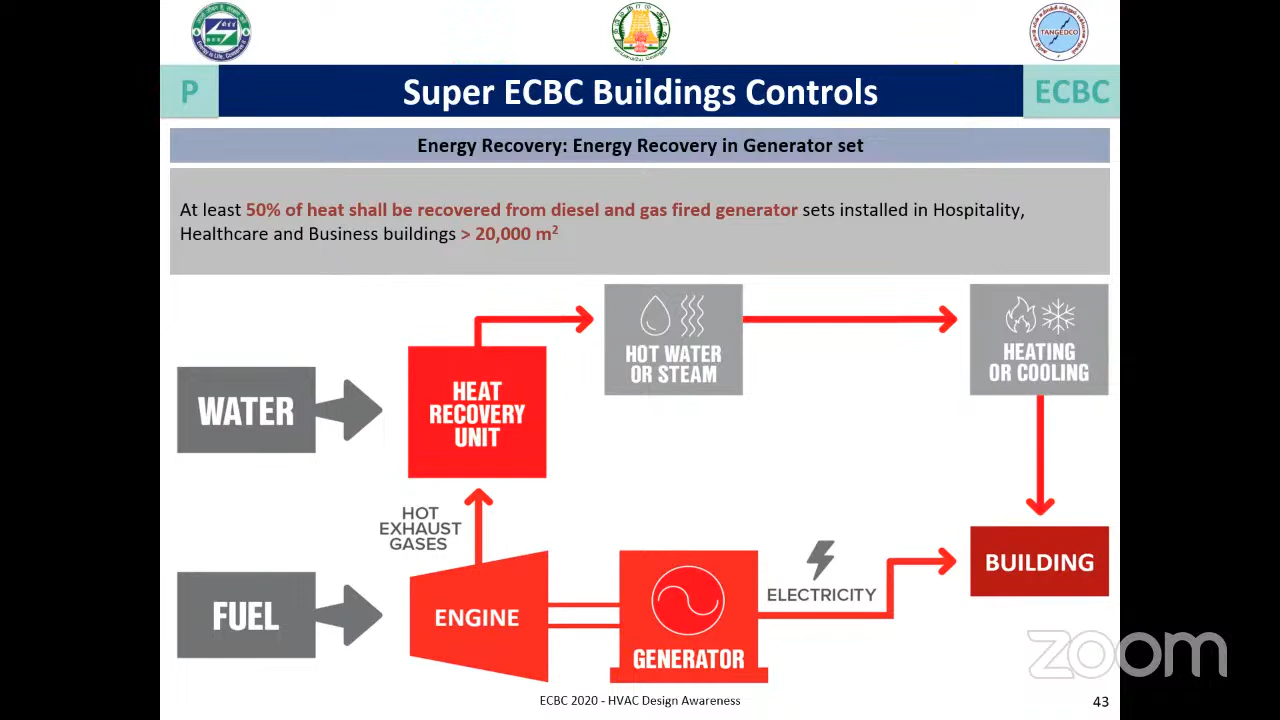 TANGEDCO
P
Super ECBC Buildings Controls
ECBC
Energy Recovery: Energy Recovery in Generator set
At least 50% of heat shall be recovered from diesel and gas fired generator sets installed in Hospitality,
Healthcare and Business buildings > 20,000 m²
HOT WATER
OR STEAM
HEATING
OR COOLING
WATER
HEAT
RECOVERY
UNIT
HOT
EXHAUST
GASES
FUEL
ENGINE
GENERATOR
ELECTRICITY
BUILDING
zoom
ECBC 2020 - HVAC Design Awareness
43